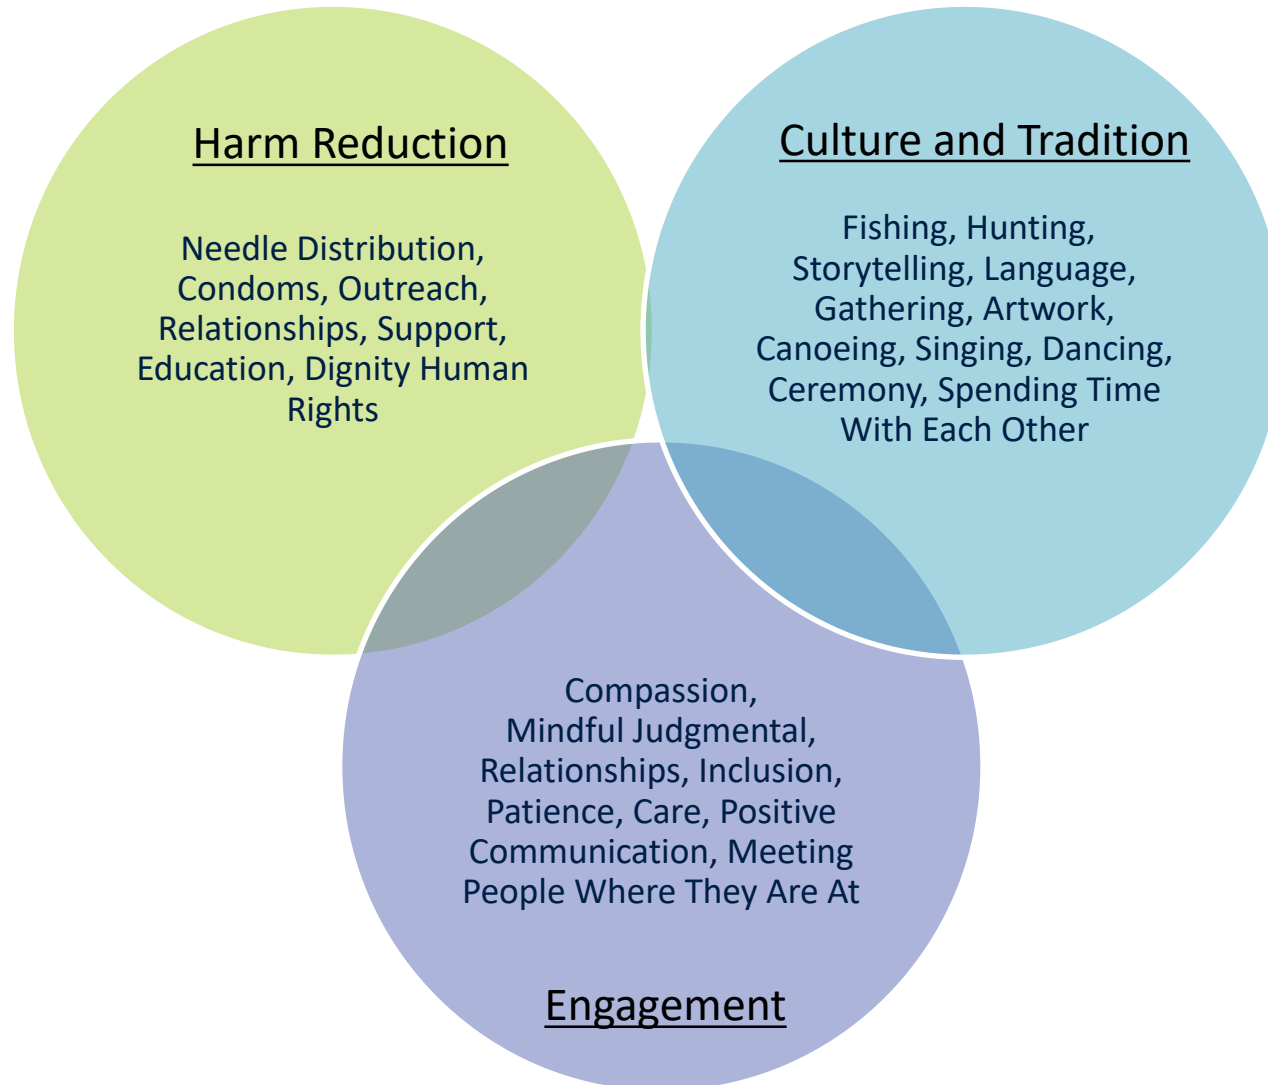 Harm Reduction
Needle Distribution,
Condoms, Outreach,
Relationships, Support,
Education, Dignity Human
Rights
Culture and Tradition
Fishing, Hunting,
Storytelling, Language,
Gathering, Artwork,
Canoeing, Singing, Dancing,
Ceremony, Spending Time
With Each Other
Compassion,
Mindful Judgmental,
Relationships, Inclusion,
Patience, Care, Positive
Communication, Meeting
People Where They Are At
Engagement